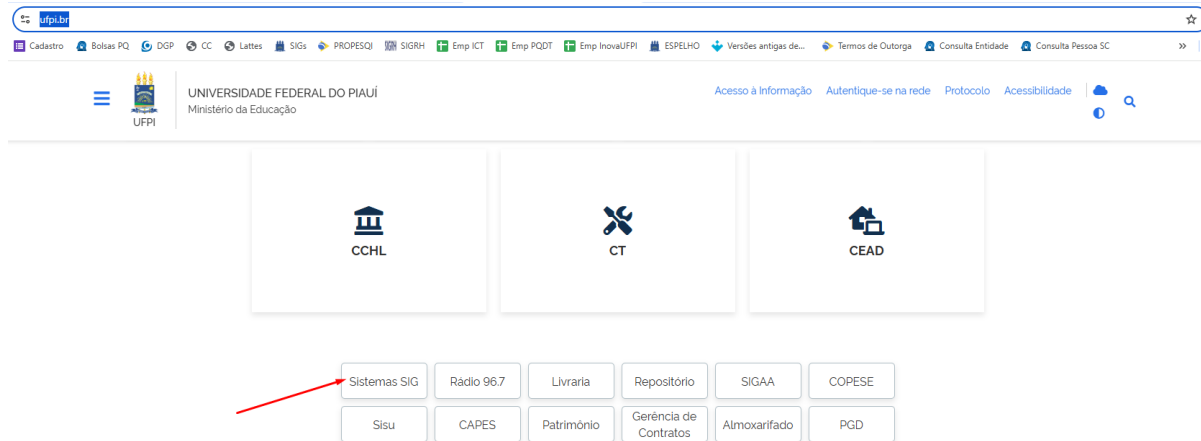 ufpi.br
Cadastro Bolsas PQ DGP CC Lattes SIGs PROPESQI SIGRH Emp ICT Emp PQDT Emp InovaUFPI ESPELHO Versões antigas de... Termos de Outorga Consulta Entidade Consulta Pessoa SC »
UNIVERSIDADE FEDERAL DO PIAUÍ
Ministério da Educação
UFPI
Acesso à Informação Autentique-se na rede Protocolo Acessibilidade
CCHL CT CEAD
Sistemas SIG Rádio 96.7 Livraria Repositório SIGAA COPESE
Sisu CAPES Patrimônio Gerência de Contratos Almoxarifado PGD